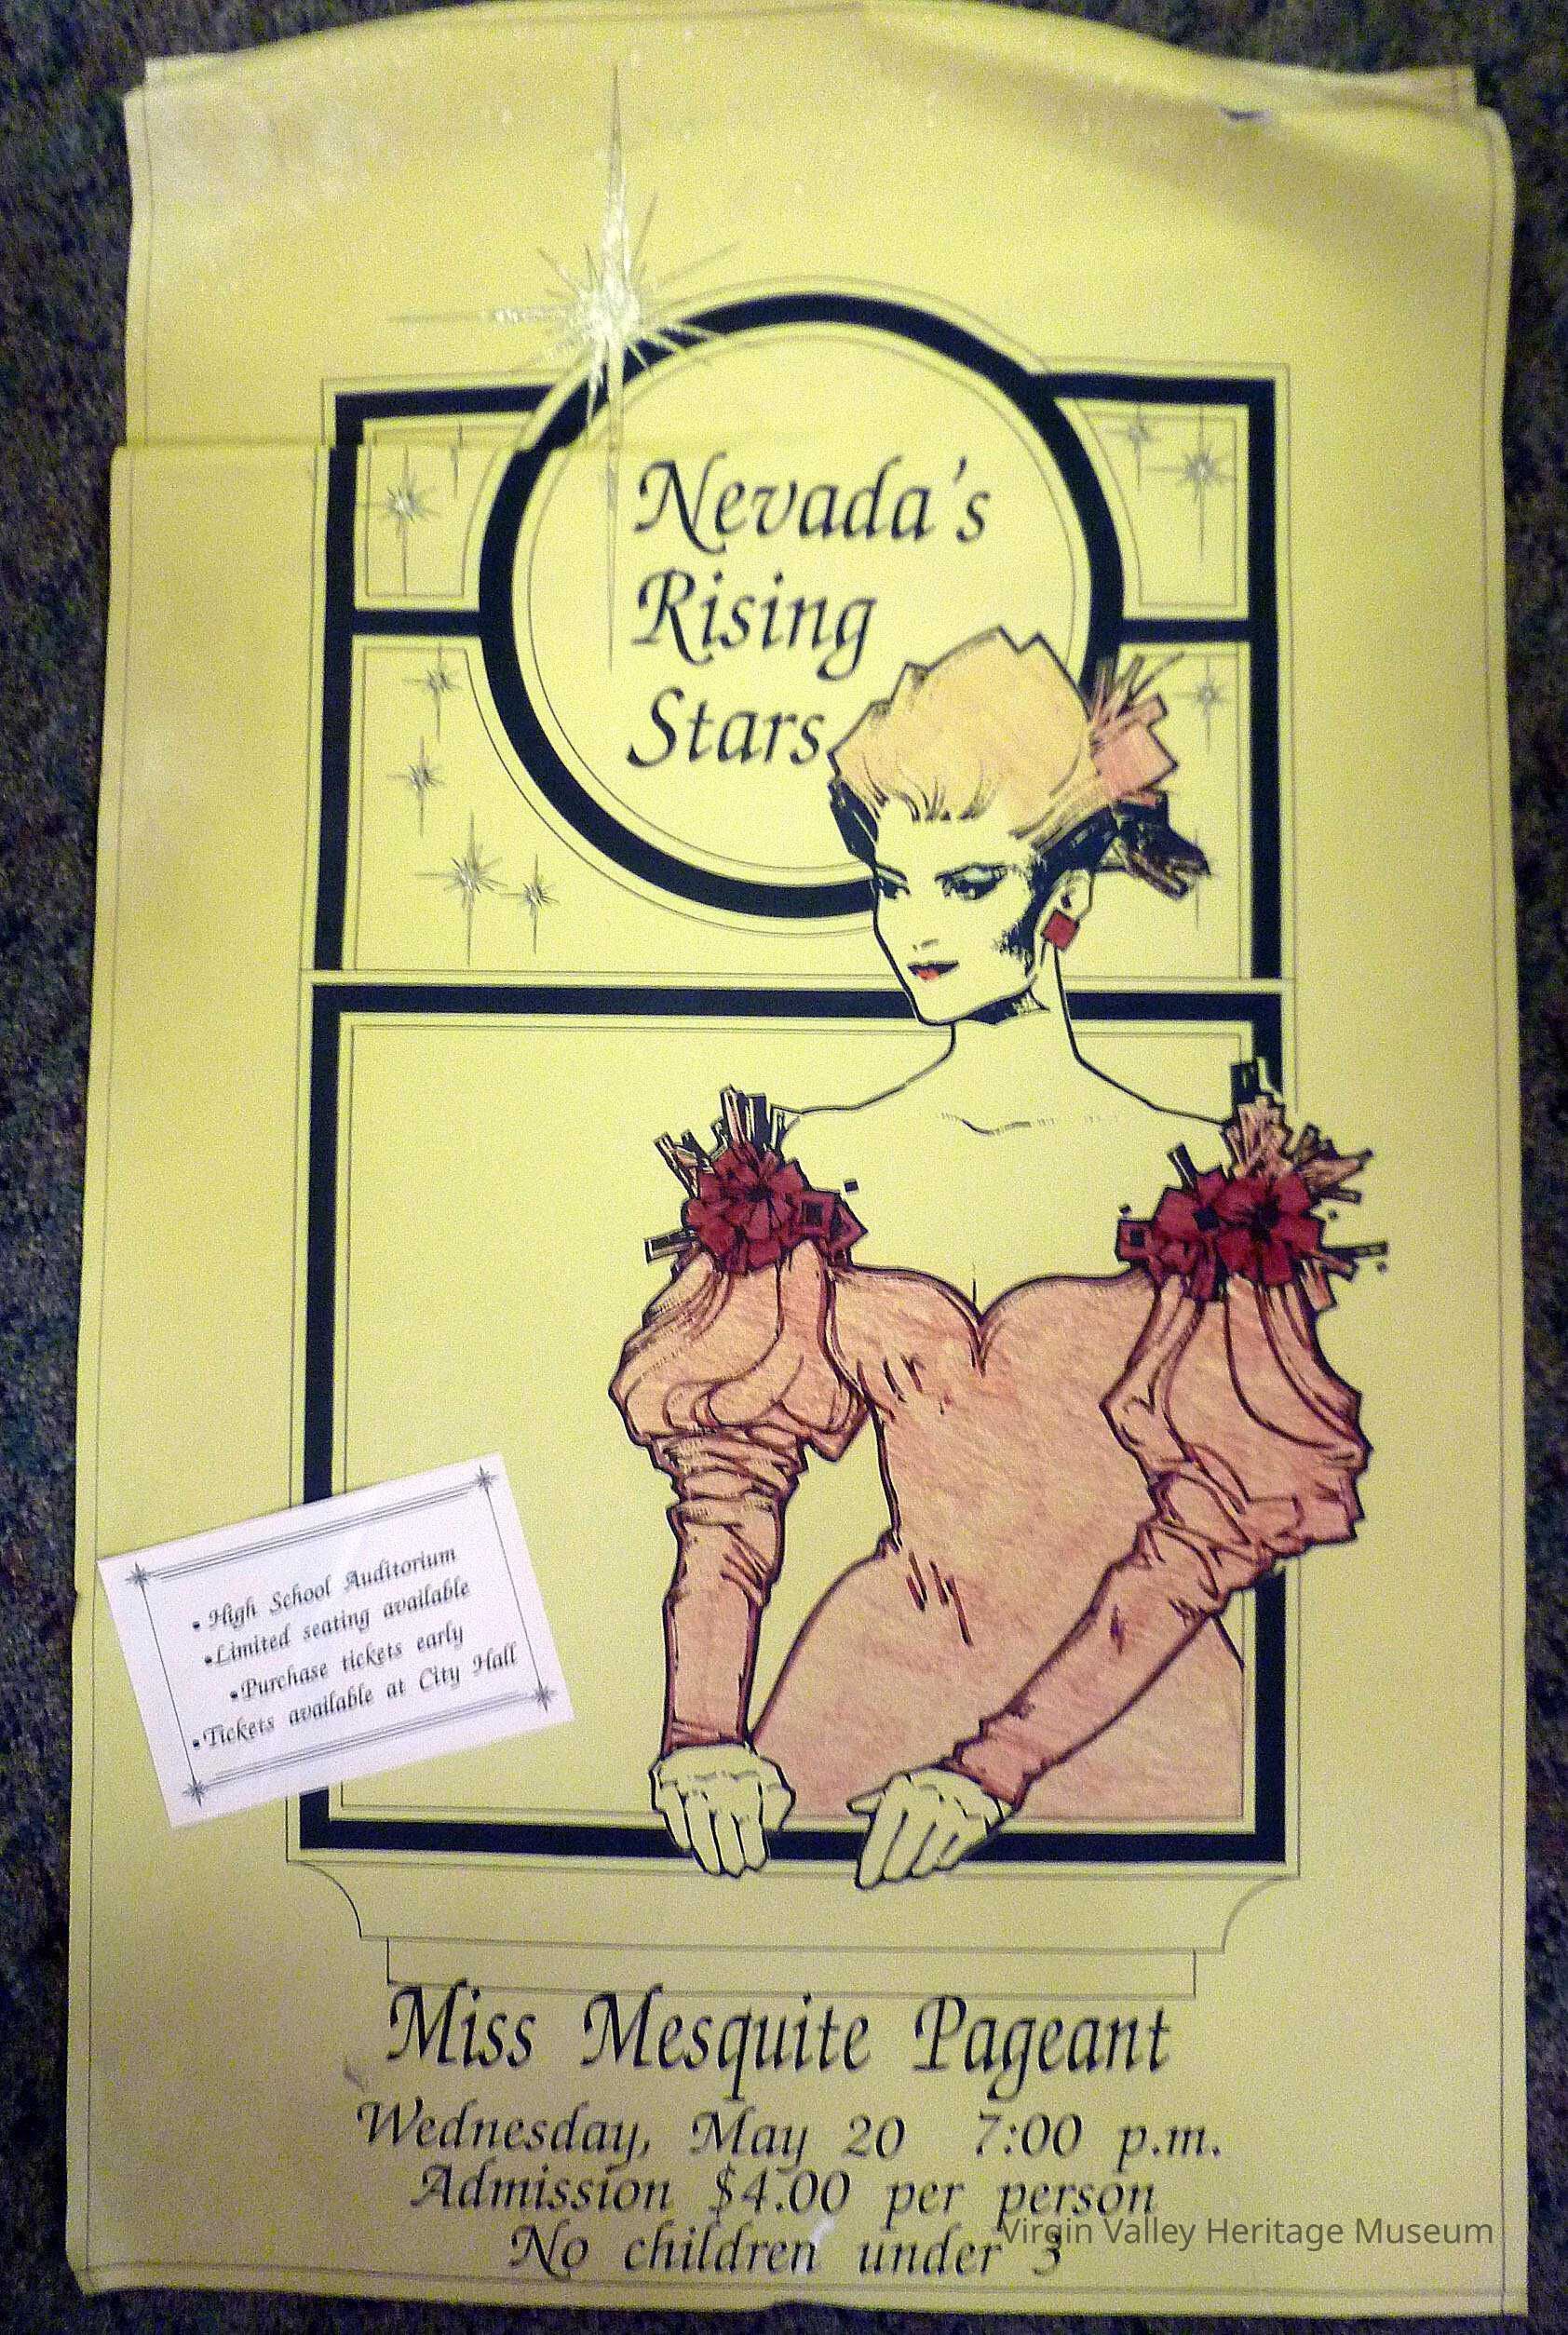 Nevada's
Rising
Stars
• High School Auditorium
• Limited seating available
• Purchase tickets early
• Tickets available at City Hall
Miss Mesquite Pageant
Wednesday, May 20 7:00 p.m.
Admission $4.00 per person
No children under 3
Virgin Valley Heritage Museum